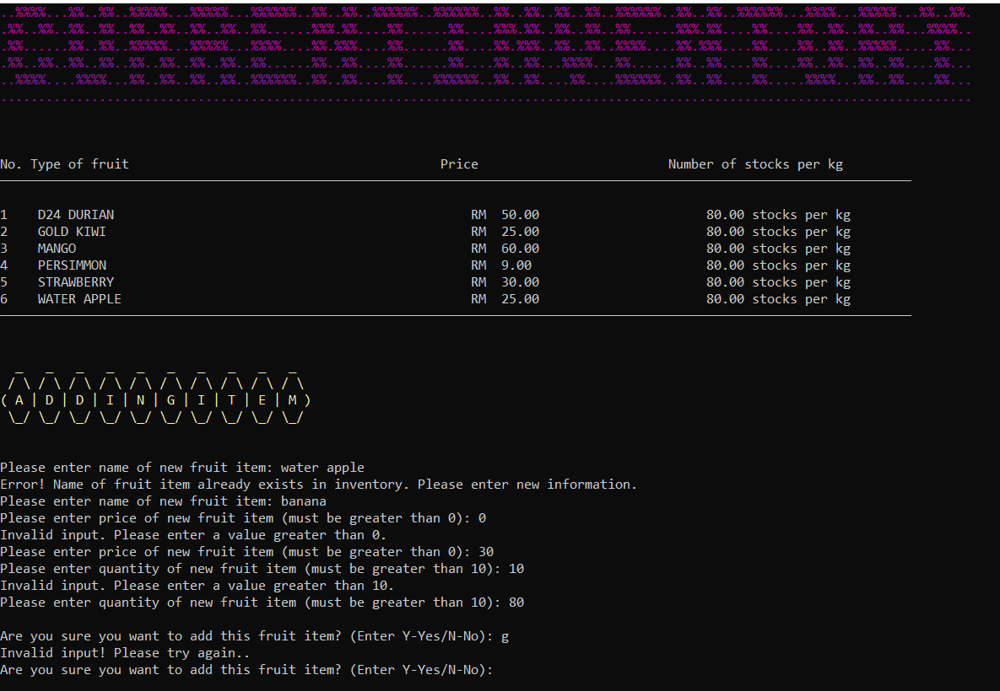 No. Type of fruit Price Number of stocks per kg
1 D24 DURIAN RM 50.00 80.00 stocks per kg
2 GOLD KIWI RM 25.00 80.00 stocks per kg
3 MANGO RM 60.00 80.00 stocks per kg
4 PERSIMMON RM 9.00 80.00 stocks per kg
5 STRAWBERRY RM 30.00 80.00 stocks per kg
6 WATER APPLE RM 25.00 80.00 stocks per kg
( A | D | D | I | N | G | I | T | E | M )
Please enter name of new fruit item: water apple
Error! Name of fruit item already exists in inventory. Please enter new information.
Please enter name of new fruit item: banana
Please enter price of new fruit item (must be greater than 0): 0
Invalid input. Please enter a value greater than 0.
Please enter price of new fruit item (must be greater than 0): 30
Please enter quantity of new fruit item (must be greater than 10): 10
Invalid input. Please enter a value greater than 10.
Please enter quantity of new fruit item (must be greater than 10): 80
Are you sure you want to add this fruit item? (Enter Y-Yes/N-No): g
Invalid input! Please try again..
Are you sure you want to add this fruit item? (Enter Y-Yes/N-No):